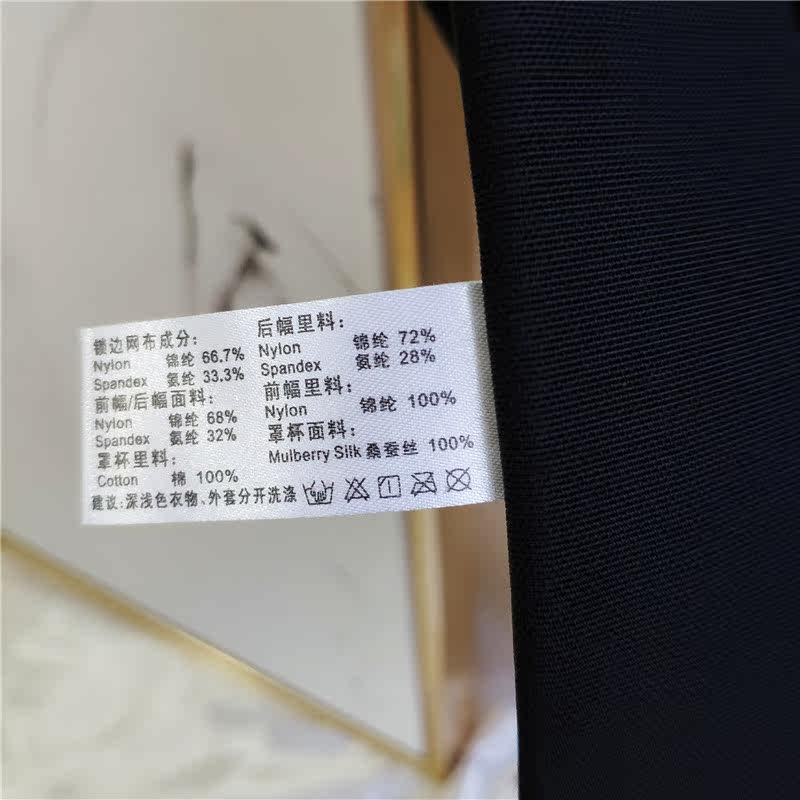 镶边网布成分:
Nylon 锦纶 66.7%
Spandex 氨纶 33.3%
前幅/后幅面料:
Nylon 锦纶 68%
Spandex 氨纶 32%
罩杯里料:
Cotton 棉 100%
后幅里料:
Nylon 锦纶 72%
Spandex 氨纶 28%
前幅里料:
Nylon 锦纶 100%
罩杯面料:
Mulberry Silk 桑蚕丝 100%
建议:深浅色衣物、外套分开洗涤